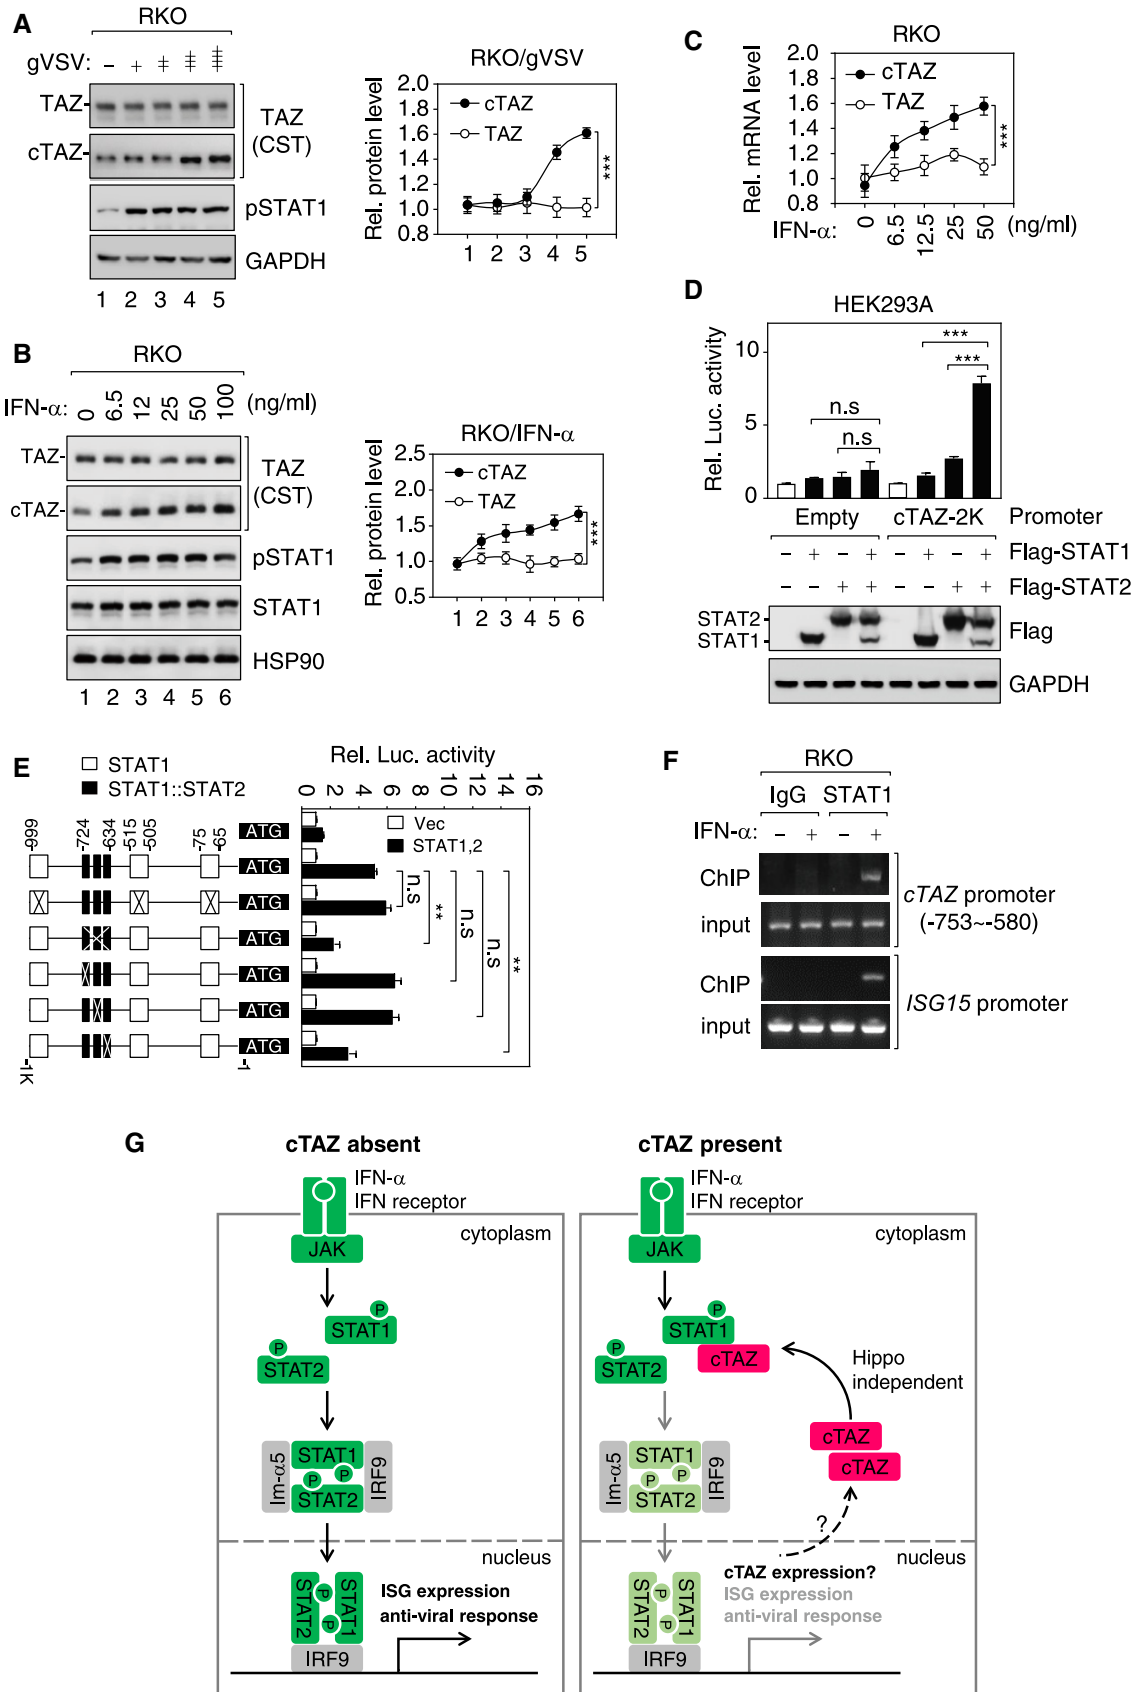 A
RKO
gVSV: − + ‡
TAZ
cTAZ
TAZ
(CST)
pSTAT1
GAPDH
1 2 3 4 5
RKO/gVSV
Rel. protein level
2.0
1.8
1.6
1.4
1.2
1.0
0.8
cTAZ
TAZ
***
1 2 3 4 5
B
RKO
IFN-α: 0 6.5 12 25 50 100 (ng/ml)
TAZ
cTAZ
TAZ
(CST)
pSTAT1
STAT1
HSP90
1 2 3 4 5 6
RKO/IFN-α
Rel. protein level
2.5
2.0
1.5
1.0
0.5
cTAZ
TAZ
***
1 2 3 4 5 6
C
RKO
Rel. mRNA level
2.0
1.8
1.6
1.4
1.2
1.0
0.8
cTAZ
TAZ
***
IFN-α: 0 6.5 12.5 25 50 (ng/ml)
D
HEK293A
Rel. Luc. activity
10
5
0
n.s
n.s
***
***
Empty cTAZ-2K Promoter
− + − + − + − + Flag-STAT1
− − + + − − + + Flag-STAT2
STAT2
STAT1
Flag
GAPDH
E
STAT1
STAT1::STAT2
Rel. Luc. activity
0 2 4 6 8 10 12 14 16
Vec
STAT1,2
-999 -724 -634 -515 -505 -75 -65
ATG
ATG
ATG
ATG
ATG
ATG
ATG
n.s
**
n.s
n.s
**
-1K -1
F
RKO
IgG STAT1
IFN-α: − + − +
ChIP
input
cTAZ promoter
(-753~-580)
ChIP
input
ISG15 promoter
G
cTAZ absent
IFN-α
IFN receptor
JAK
cytoplasm
P
STAT1
P
STAT2
Im-α5
STAT1
P P
STAT2
IRF9
nucleus
STAT2
P
P
STAT1
IRF9
ISG expression
anti-viral response
cTAZ present
IFN-α
IFN receptor
JAK
cytoplasm
P
STAT1
cTAZ
P
STAT2
Hippo
independent
cTAZ
cTAZ
Im-α5
STAT1
P P
STAT2
IRF9
?
nucleus
STAT2
P
P
STAT1
IRF9
cTAZ expression?
ISG expression
anti-viral response